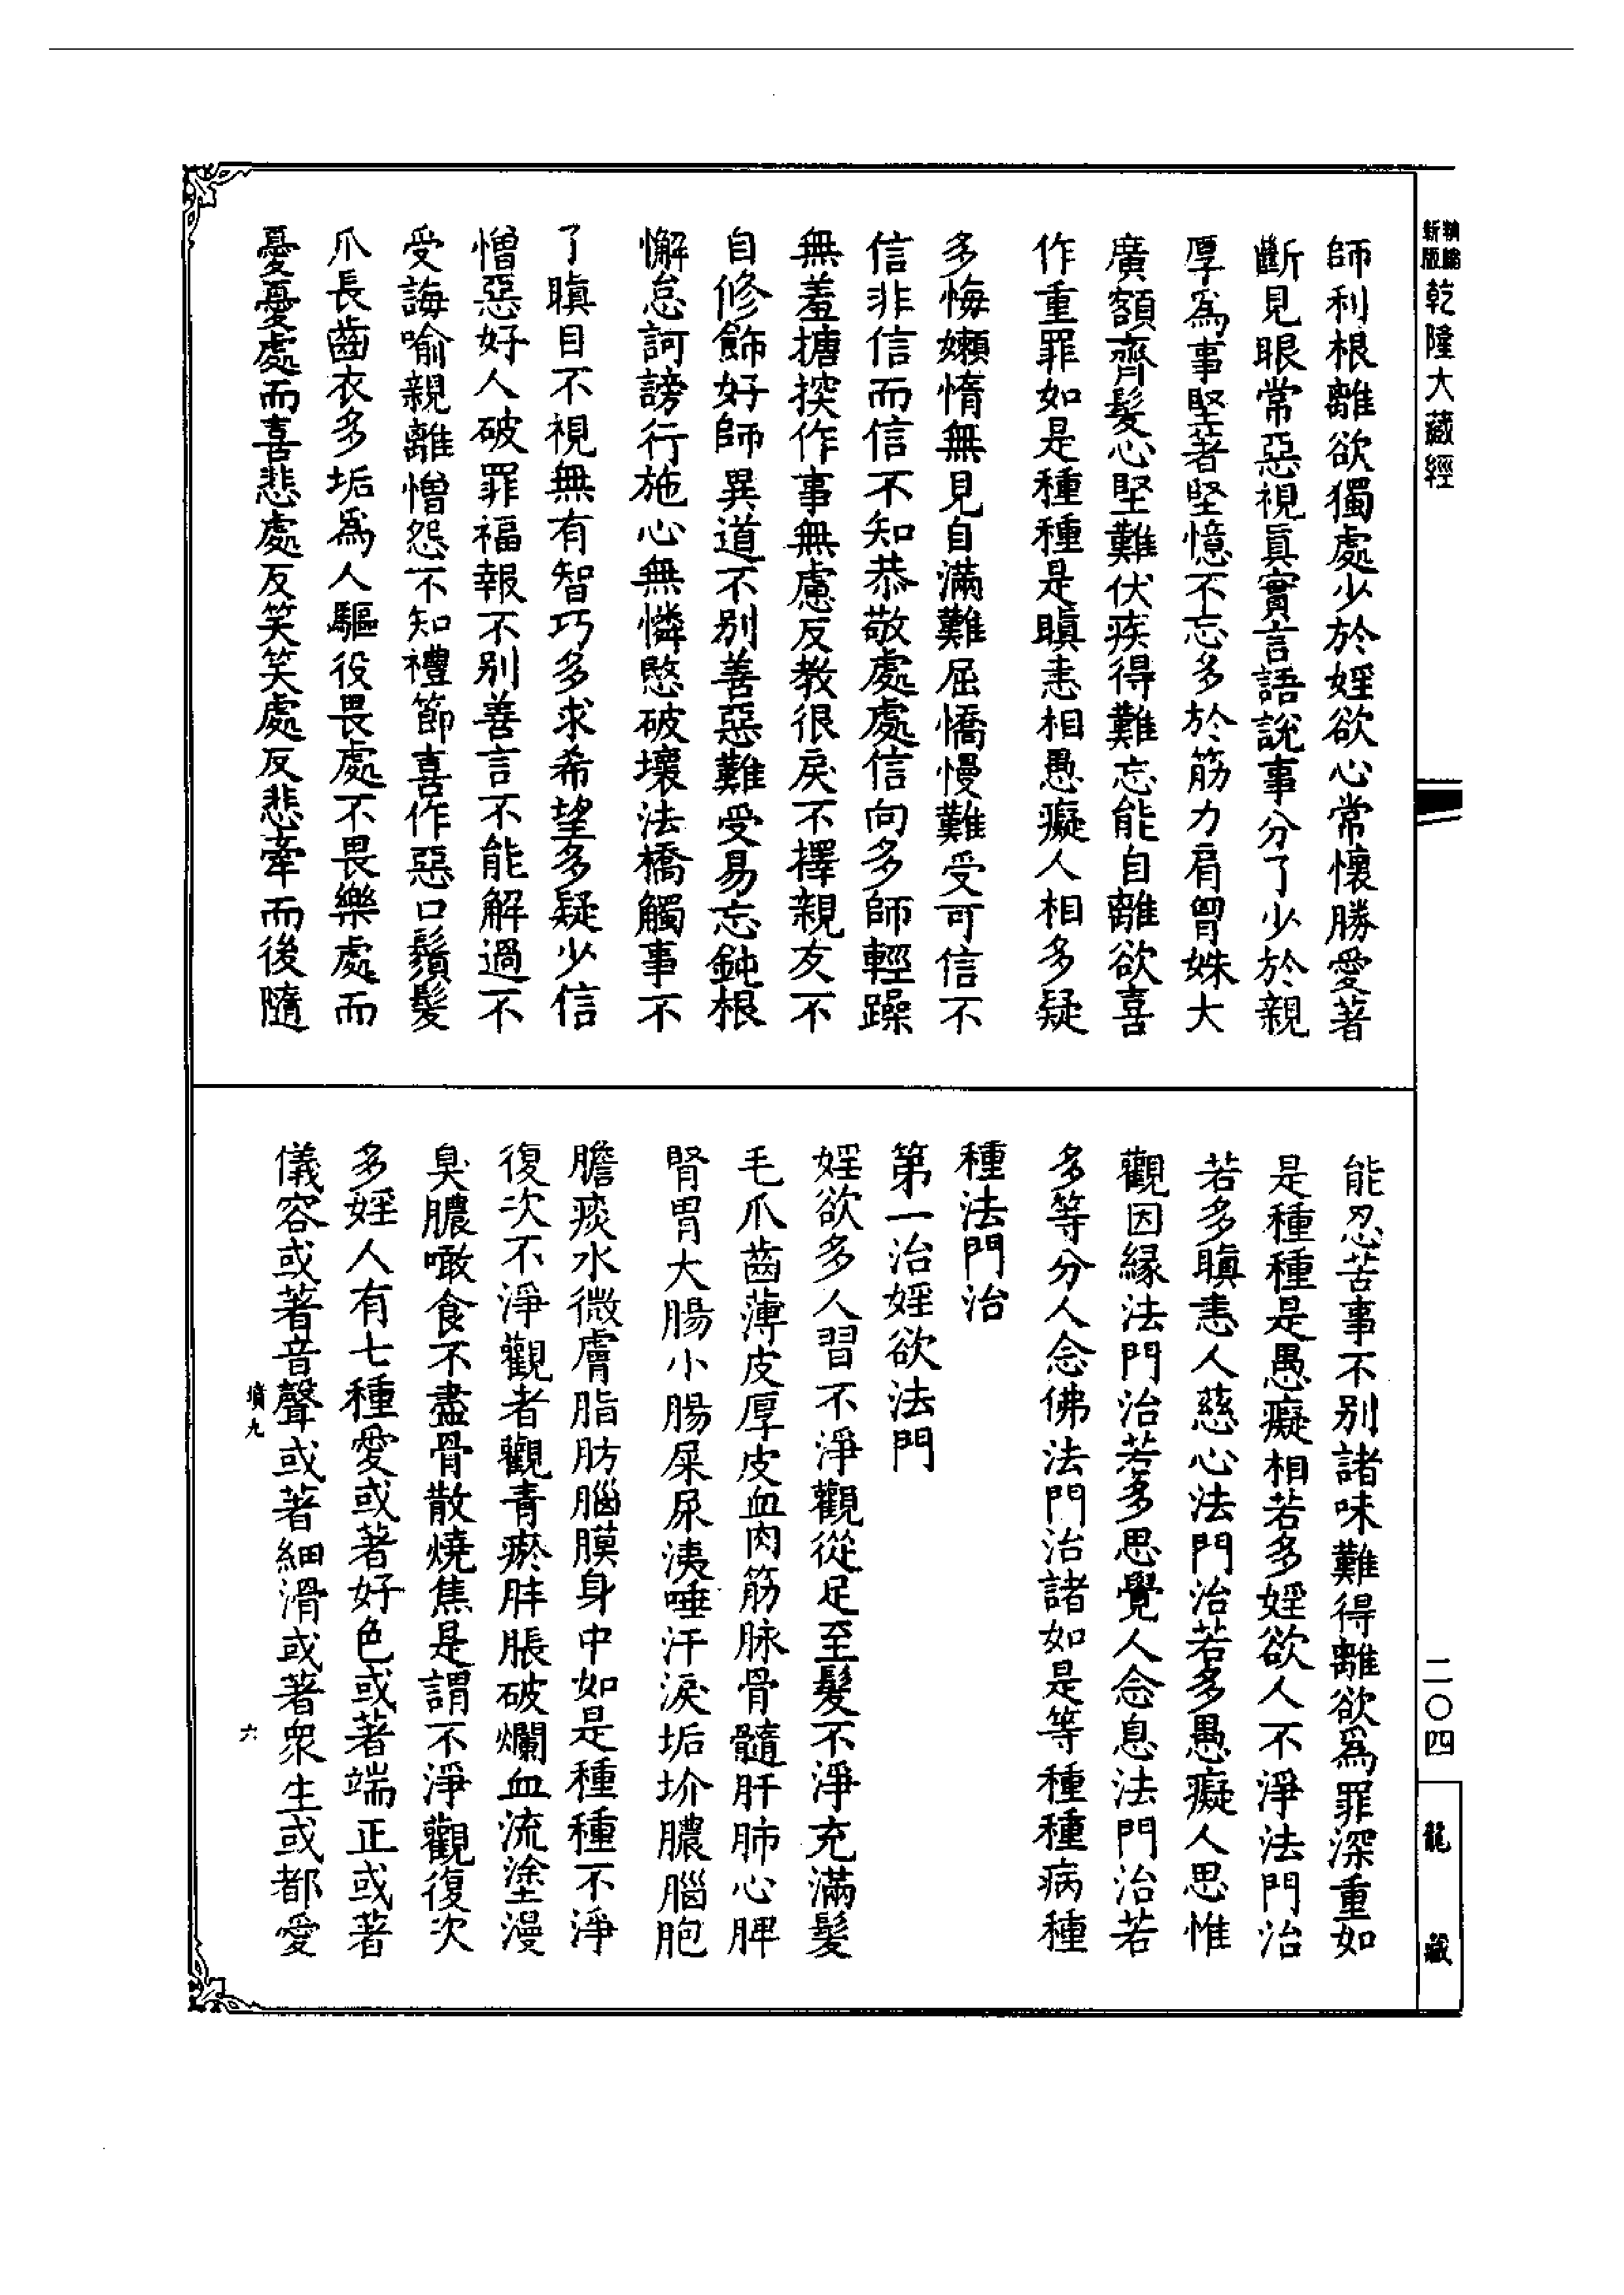 新版乾隆大藏經
師利根離欲獨處少於婬欲心常懷勝愛著
斷見眼常惡視真實言語說事分了少於親
厚為事堅著堅憶不忘多於筋力肩胷姝大
廣額齊髮心堅難伏疾得難忘能自離欲喜
作重罪如是種種是瞋恚相愚癡人相多疑
多悔嬾惰無見自滿難屈憍慢難受可信不
信非信而信不知恭敬處處信向多師輕躁
無羞搪揬作事無慮反教很戾不擇親友不
自修飾好師異道不別善惡難受易忘鈍根
懈怠訶謗行施心無憐愍破壞法橋觸事不
了瞋目不視無有智巧多求希望多疑少信
憎惡好人破罪福報不別善言不能解過不
受誨喻親離憎怨不知禮節喜作惡口鬚髮
爪長齒衣多垢為人驅役畏處不畏樂處而
憂憂處而喜悲處反笑笑處反悲牽而後隨
能忍苦事不別諸味難得離欲為罪深重如
是種種是愚癡相若多婬欲人不淨法門治
若多瞋恚人慈心法門治若多愚癡人思惟
觀因緣法門治若多思覺人念息法門治若
多等分人念佛法門治諸如是等種種病種
種法門治
第一治婬欲法門
婬欲多人習不淨觀從足至髮不淨充滿髮
毛爪齒薄皮厚皮血肉筋脉骨髓肝肺心脾
腎胃大腸小腸屎尿洟唾汗淚垢圿膿腦胞
膽痰水微膚脂肪腦膜身中如是種種不淨
復次不淨觀者觀青瘀胖脹破爛血流塗漫
臭膿噉食不盡骨散燒焦是謂不淨觀復次
多婬人有七種愛或著好色或著端正或著
儀容或著音聲或著細滑或著眾生或都愛
墳九
六
二〇四
龍藏